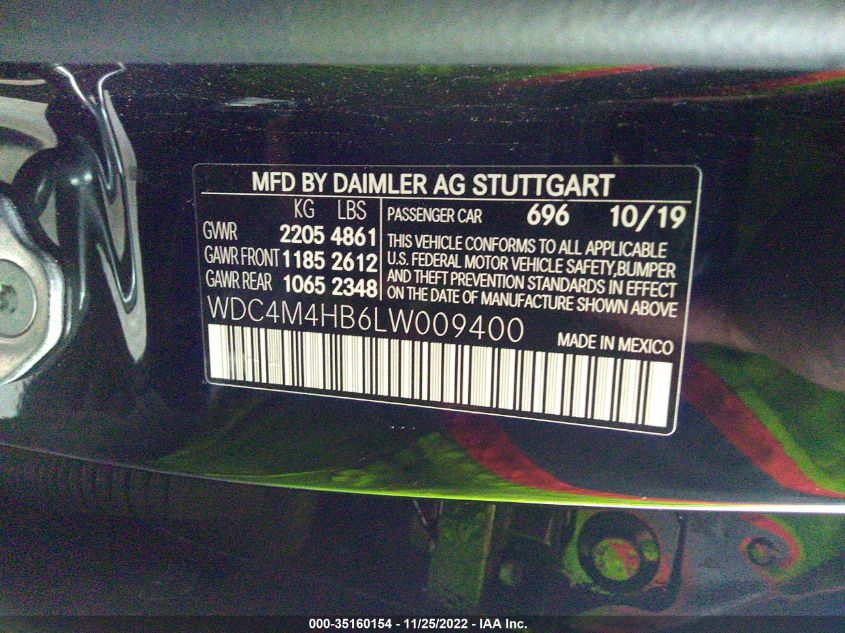 MFD BY DAIMLER AG STUTTGART
KG LBS
GVWR 2205 4861
GAWR FRONT 1185 2612
GAWR REAR 1065 2348
PASSENGER CAR 696 10/19
THIS VEHICLE CONFORMS TO ALL APPLICABLE
U.S. FEDERAL MOTOR VEHICLE SAFETY,BUMPER
AND THEFT PREVENTION STANDARDS IN EFFECT
ON THE DATE OF MANUFACTURE SHOWN ABOVE
WDC4M4HB6LW009400
MADE IN MEXICO
000-35160154 - 11/25/2022 - IAA Inc.